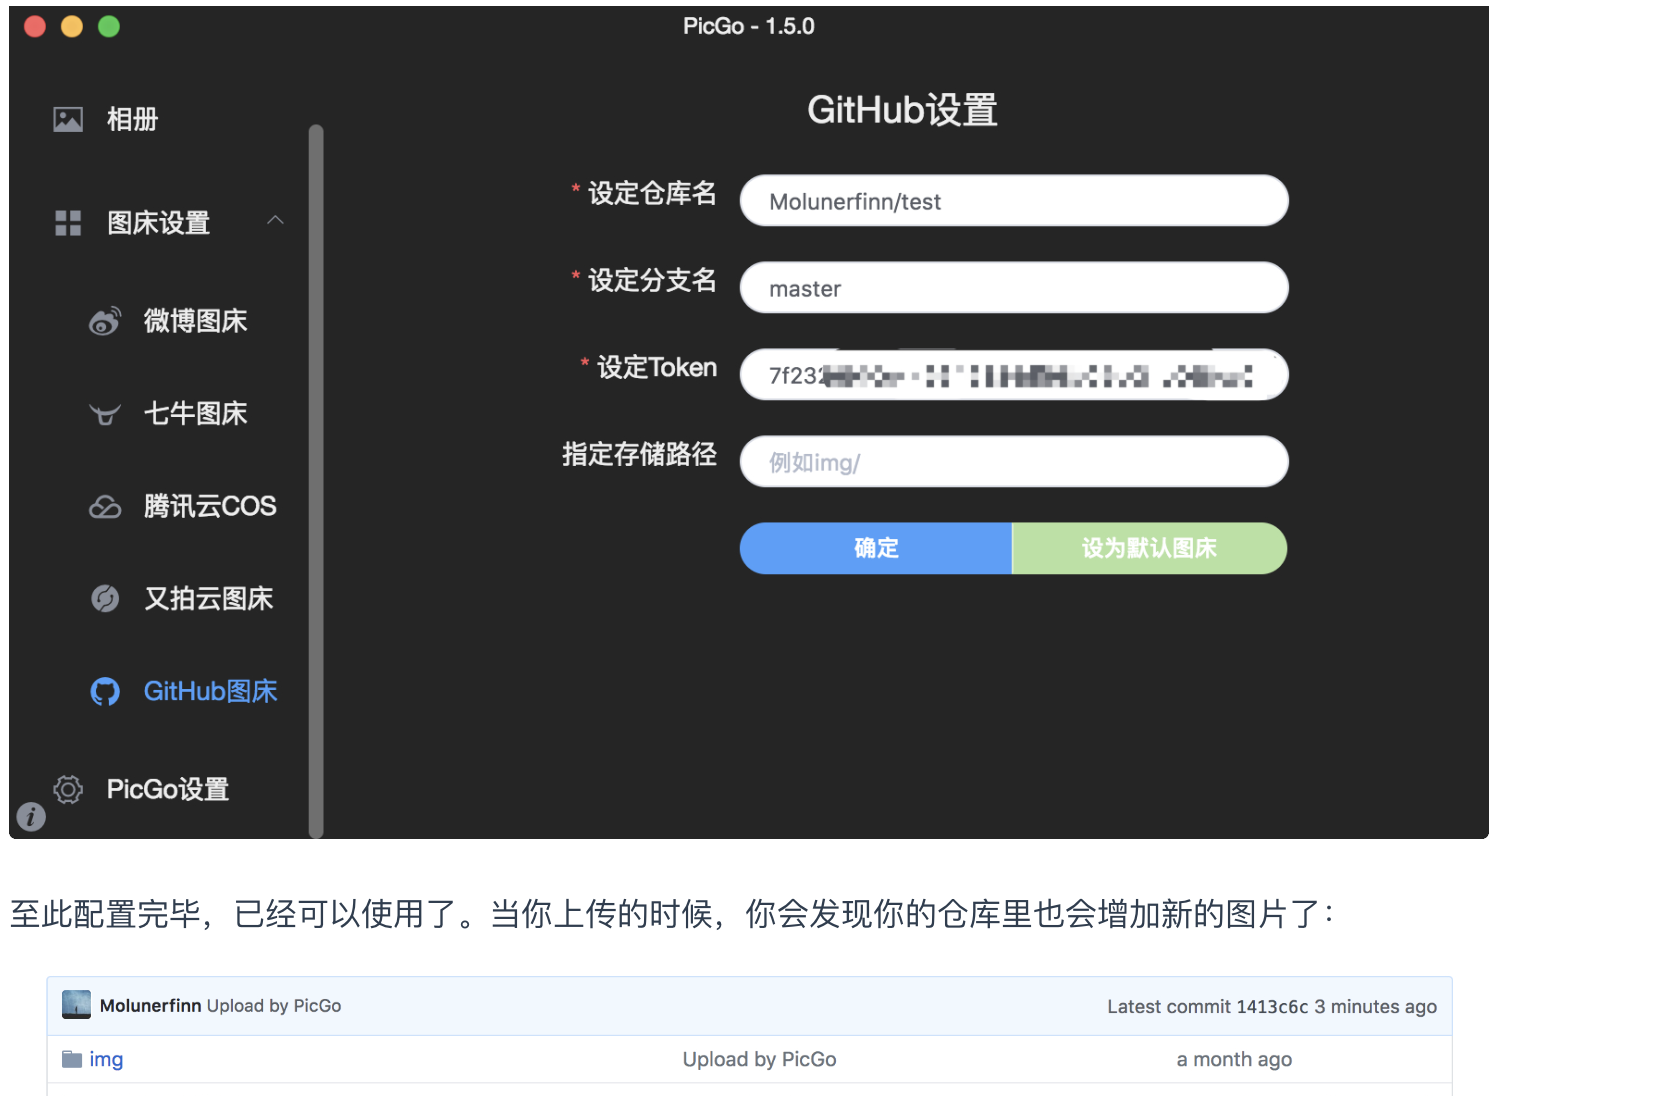 PicGo - 1.5.0
相册
图床设置
微博图床
七牛图床
腾讯云COS
又拍云图床
GitHub图床
PicGo设置
GitHub设置
* 设定仓库名
Molunerfinn/test
* 设定分支名
master
* 设定Token
7f232
指定存储路径
例如img/
确定 设为默认图床
至此配置完毕，已经可以使用了。当你上传的时候，你会发现你的仓库里也会增加新的图片了：
Molunerfinn Upload by PicGo Latest commit 1413c6c 3 minutes ago
img Upload by PicGo a month ago